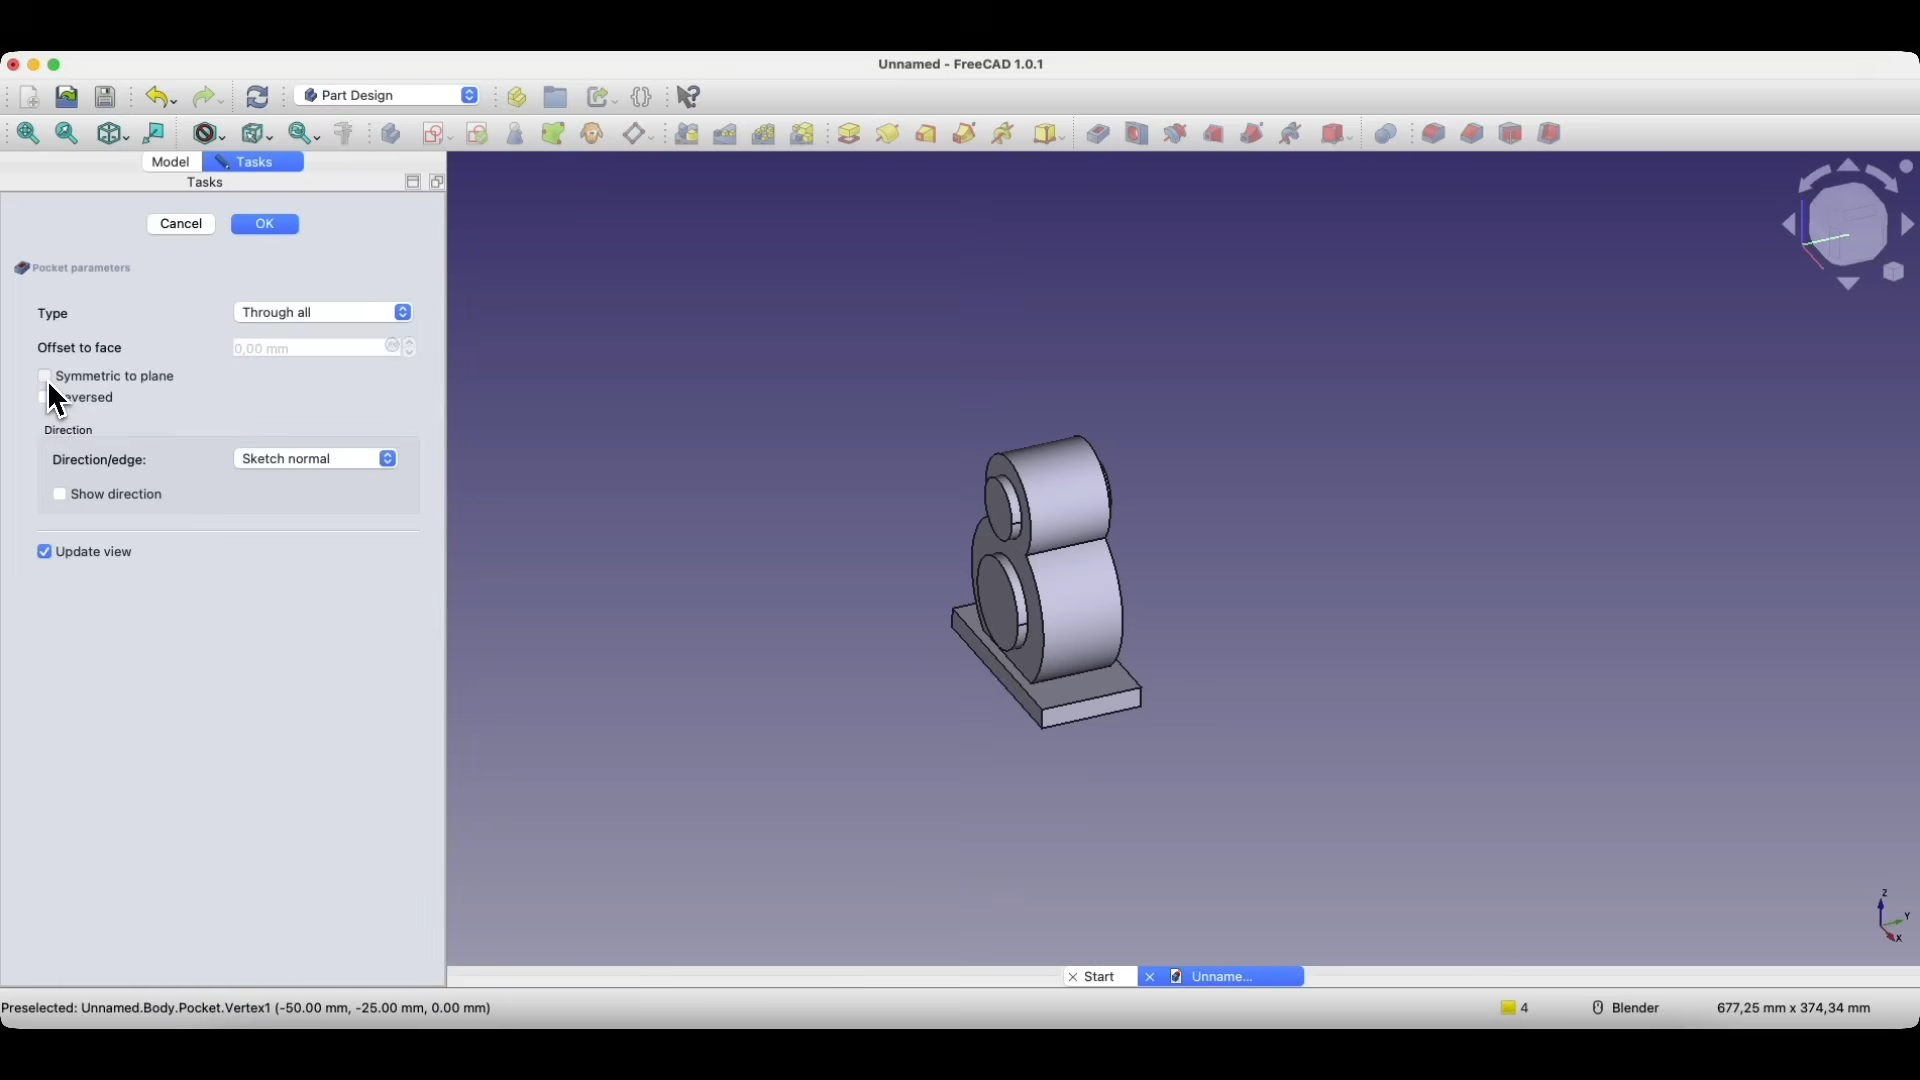 Unnamed - FreeCAD 1.0.1
Part Design
Model
Tasks
Tasks
Cancel
OK
Pocket parameters
Type
Through all
Offset to face
0,00 mm
Symmetric to plane
eversed
Direction
Direction/edge:
Sketch normal
Show direction
Update view
Z
Y
X
Start
Unname...
Preselected: Unnamed.Body.Pocket.Vertex1 (-50.00 mm, -25.00 mm, 0.00 mm)
4
Blender
677,25 mm x 374,34 mm